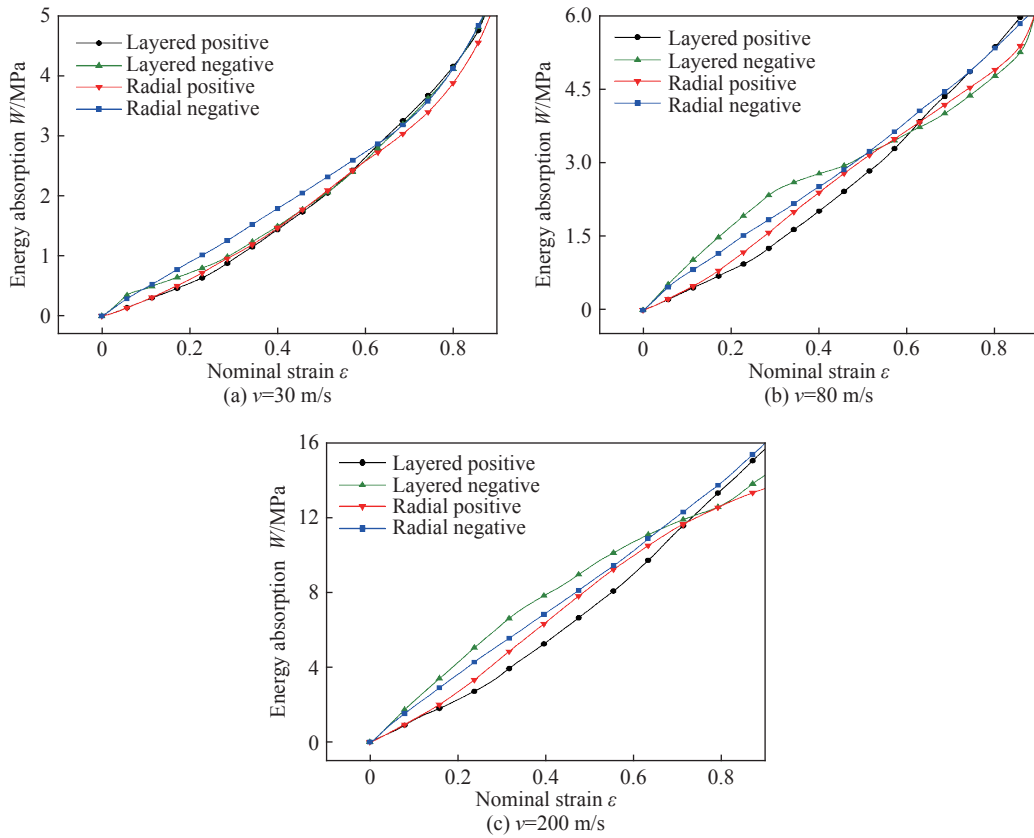 5
4
3
2
1
0
Energy absorption W/MPa
Layered positive
Layered negative
Radial positive
Radial negative
0 0.2 0.4 0.6 0.8
Nominal strain ε
(a) v=30 m/s
6.0
4.5
3.0
1.5
0
Energy absorption W/MPa
Layered positive
Layered negative
Radial positive
Radial negative
0 0.2 0.4 0.6 0.8
Nominal strain ε
(b) v=80 m/s
16
12
8
4
0
Energy absorption W/MPa
Layered positive
Layered negative
Radial positive
Radial negative
0 0.2 0.4 0.6 0.8
Nominal strain ε
(c) v=200 m/s